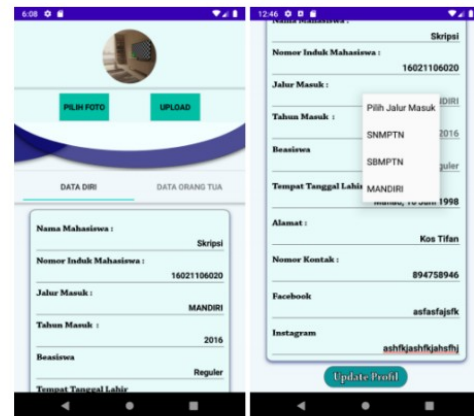 6:08
PILIH FOTO
UPLOAD
DATA DIRI
DATA ORANG TUA
Nama Mahasiswa :
Skripsi
Nomor Induk Mahasiswa :
16021106020
Jalur Masuk :
MANDIRI
Tahun Masuk :
2016
Beasiswa
Reguler
Tempat Tanggal Lahir
12:46
Nama Mahasiswa :
Skripsi
Nomor Induk Mahasiswa :
16021106020
Jalur Masuk :
Pilih Jalur Masuk
SNMPTN
SBMPTN
MANDIRI
Tahun Masuk :
2016
Beasiswa
Tempat Tanggal
1998
Alamat :
Kos Tifan
Nomor Kontak :
894758946
Facebook
asfasfajsfk
Instagram
ashfkjashfkjahsfhj
Update Profil